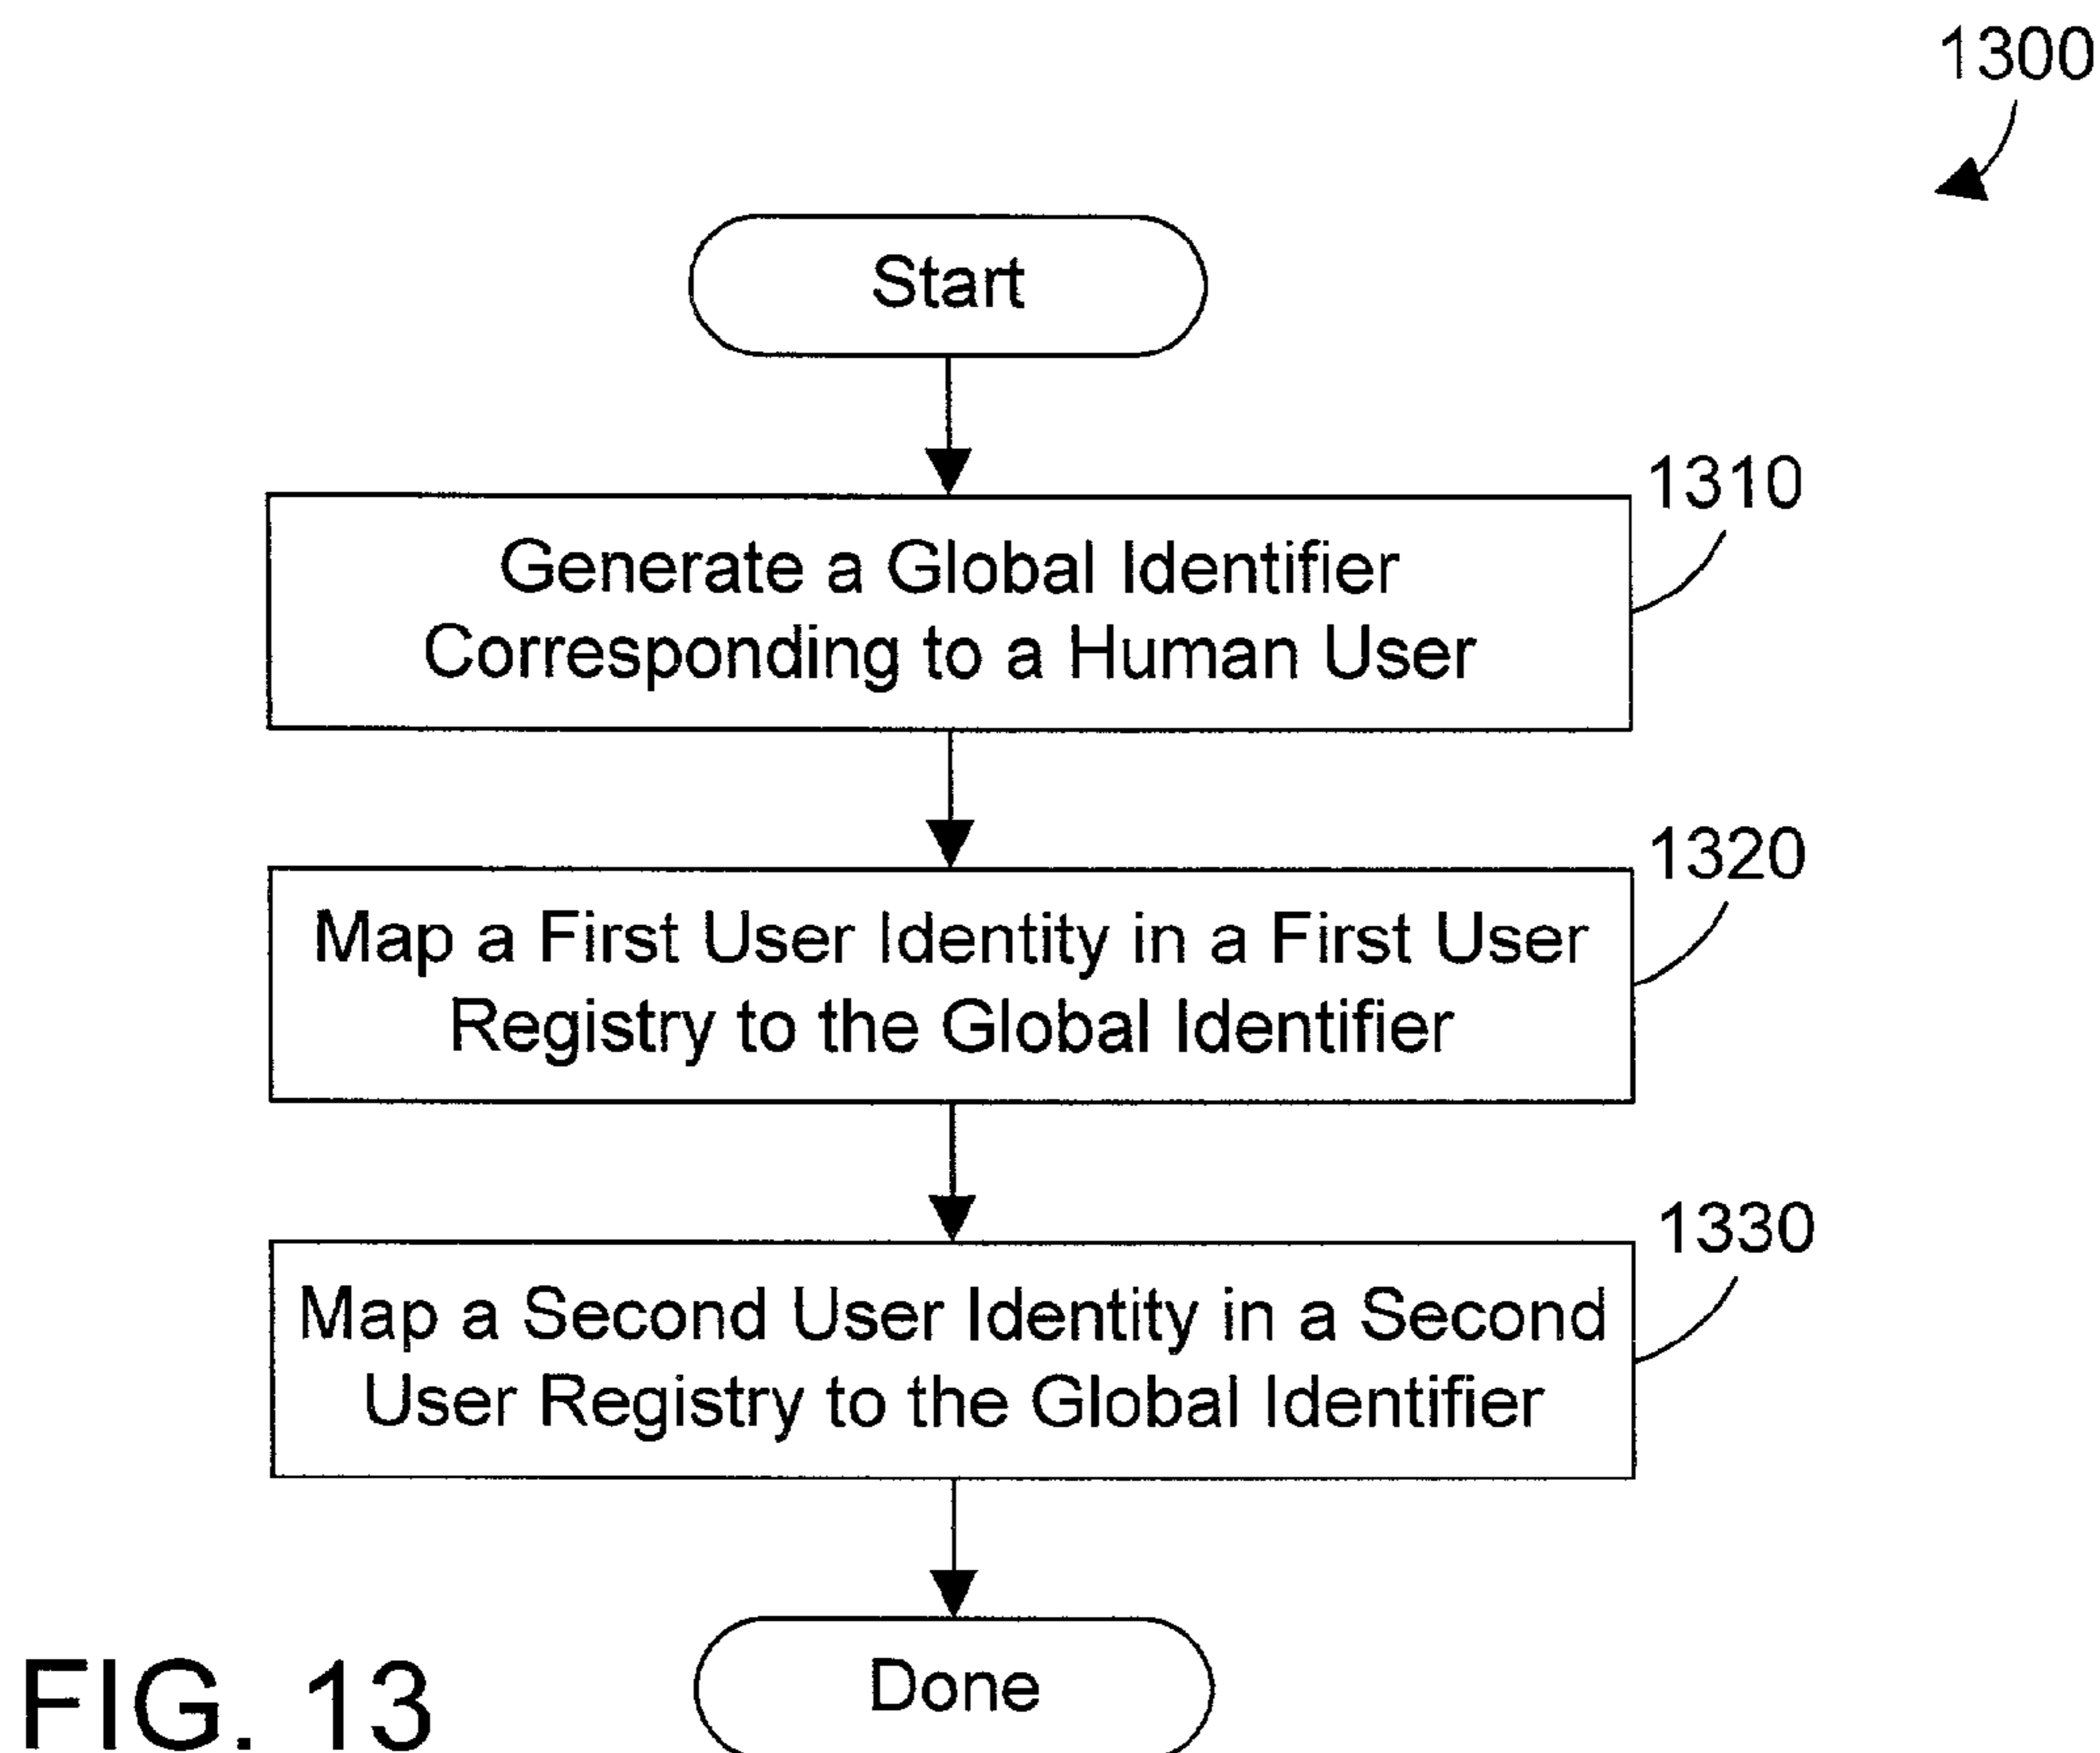 1300
Start
1310
Generate a Global Identifier
Corresponding to a Human User
1320
Map a First User Identity in a First User
Registry to the Global Identifier
1330
Map a Second User Identity in a Second
User Registry to the Global Identifier
Done
FIG. 13